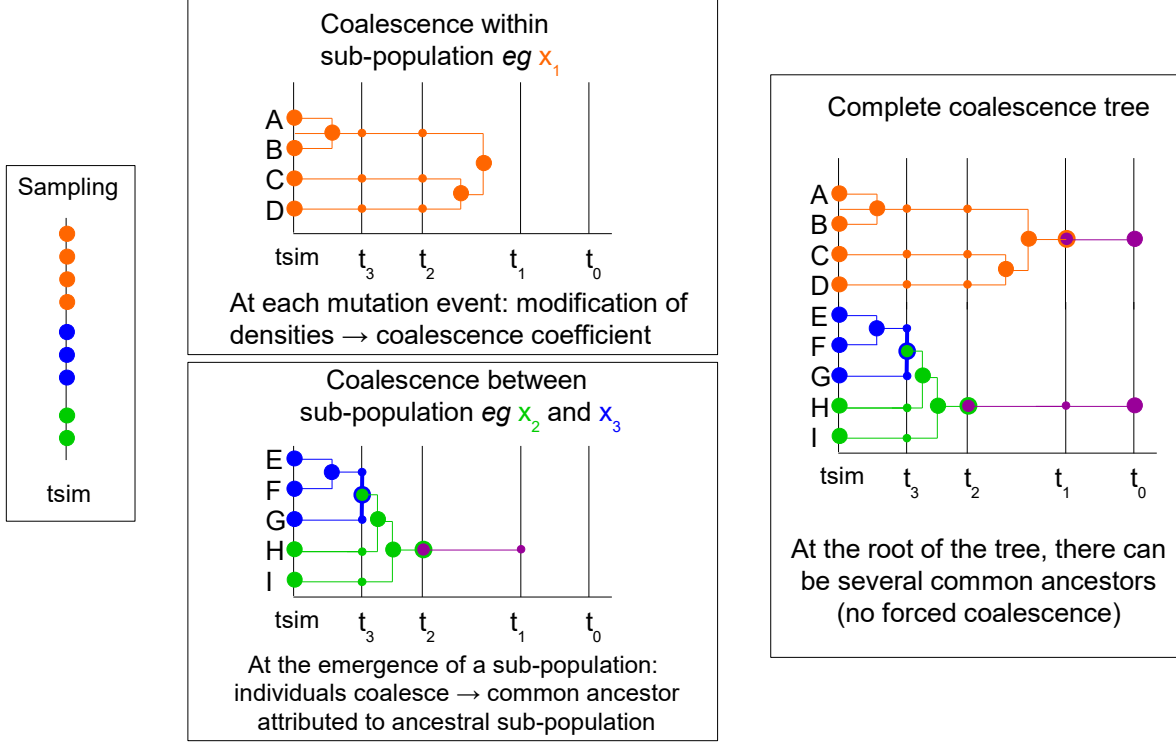 Sampling
tsim
Coalescence within
sub-population eg x₁
A
B
C
D
tsim t₃ t₂ t₁ t₀
At each mutation event: modification of
densities → coalescence coefficient
Coalescence between
sub-population eg x₂ and x₃
E
F
G
H
I
tsim t₃ t₂ t₁ t₀
At the emergence of a sub-population:
individuals coalesce → common ancestor
attributed to ancestral sub-population
Complete coalescence tree
A
B
C
D
E
F
G
H
I
tsim t₃ t₂ t₁ t₀
At the root of the tree, there can
be several common ancestors
(no forced coalescence)